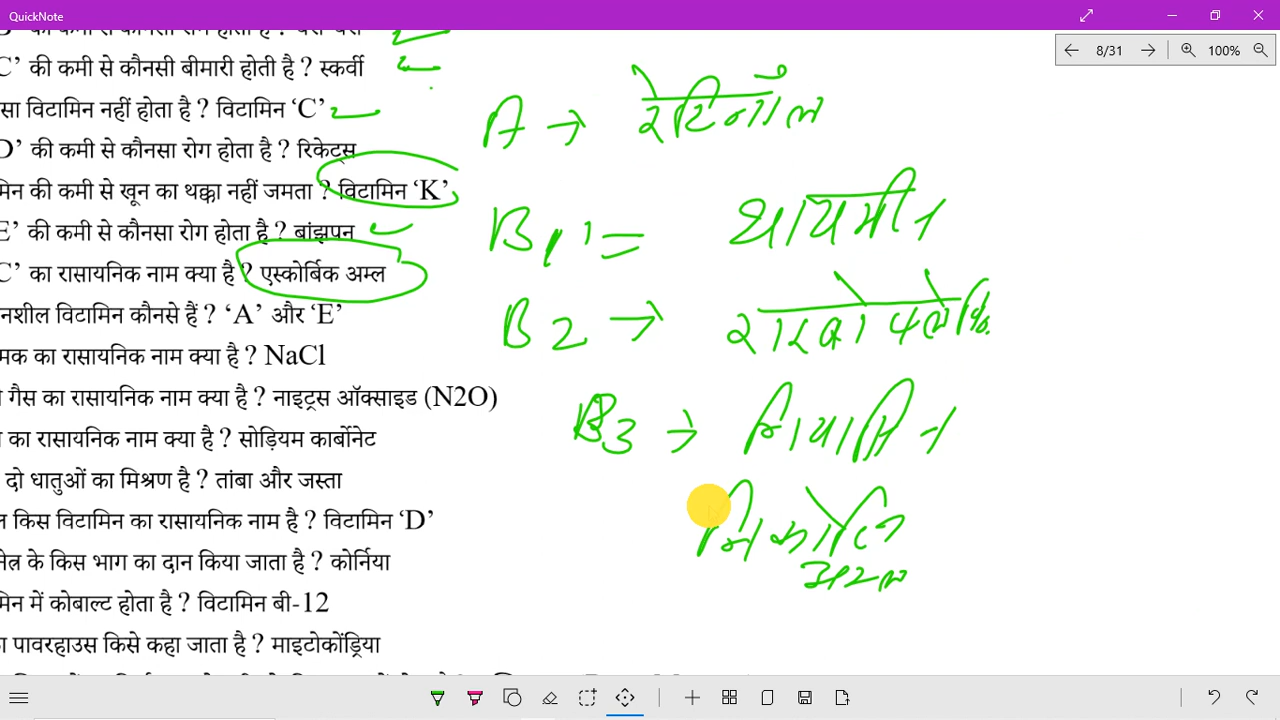 QuickNote
8/31
100%
C’ की कमी से कौनसी बीमारी होती है ? स्कर्वी
सा विटामिन नहीं होता है ? विटामिन ‘C’
D’ की कमी से कौनसा रोग होता है ? रिकेट्स
मिन की कमी से खून का थक्का नहीं जमता ? विटामिन ‘K’
E’ की कमी से कौनसा रोग होता है ? बांझपन
C’ का रासायनिक नाम क्या है ? एस्कोर्बिक अम्ल
नशील विटामिन कौनसे हैं ? ‘A’ और ‘E’
मक का रासायनिक नाम क्या है ? NaCl
गैस का रासायनिक नाम क्या है ? नाइट्रस ऑक्साइड (N2O)
का रासायनिक नाम क्या है ? सोड़ियम कार्बोनेट
दो धातुओं का मिश्रण है ? तांबा और जस्ता
किस विटामिन का रासायनिक नाम है ? विटामिन ‘D’
नेत्र के किस भाग का दान किया जाता है ? कोर्निया
मिन में कोबाल्ट होता है ? विटामिन बी-12
पावरहाउस किसे कहा जाता है ? माइटोकोंड्रिया
A → रेटिनॉल
B1 = थायमीन
B2 →
B3 → नियासिन